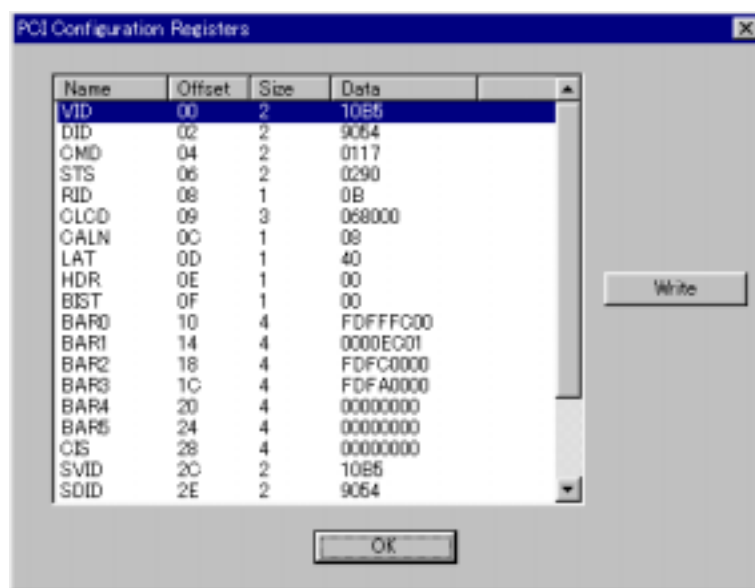 PCI Configuration Registers
Name Offset Size Data
VID 00 2 10B5
DID 02 2 9054
CMD 04 2 0117
STS 06 2 0290
RID 08 1 0B
CLCD 09 3 068000
CALN 0C 1 08
LAT 0D 1 40
HDR 0E 1 00
BIST 0F 1 00
BAR0 10 4 FDFFFC00
BAR1 14 4 0000EC01
BAR2 18 4 FDFC0000
BAR3 1C 4 FDFA0000
BAR4 20 4 00000000
BAR5 24 4 00000000
CIS 28 4 00000000
SVID 2C 2 10B5
SDID 2E 2 9054
Write
OK